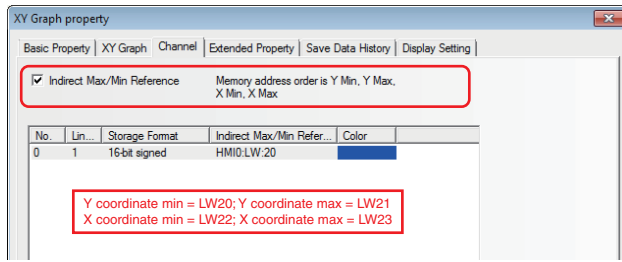 XY Graph property
Basic Property XY Graph Channel Extended Property Save Data History Display Setting
Indirect Max/Min Reference Memory address order is Y Min, Y Max,
X Min, X Max
No. Lin... Storage Format Indirect Max/Min Refer... Color
0 1 16-bit signed HMI0:LW:20
Y coordinate min = LW20; Y coordinate max = LW21
X coordinate min = LW22; X coordinate max = LW23